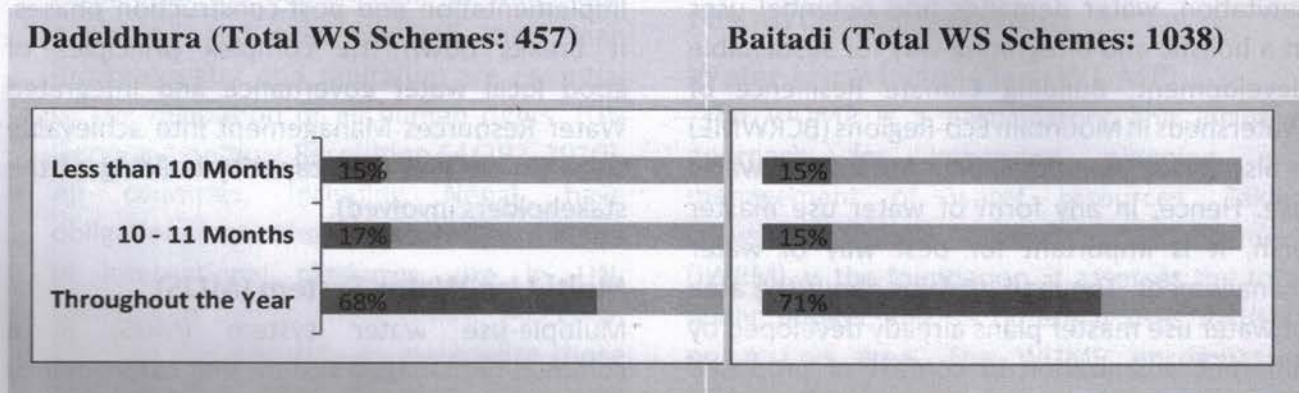 Dadeldhura (Total WS Schemes: 457) Baitadi (Total WS Schemes: 1038)
Less than 10 Months 15% 15%
10 - 11 Months 17% 15%
Throughout the Year 68% 71%